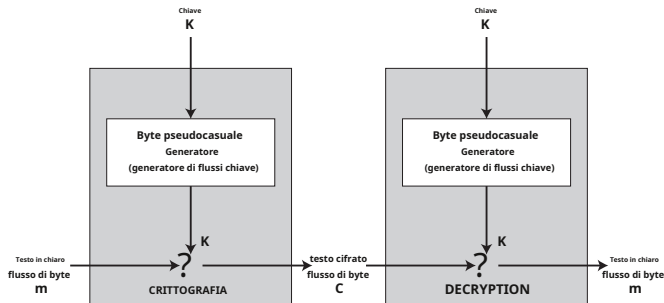 Chiave
K
Byte pseudocasuale
Generatore
(generatore di flussi chiave)
K
Testo in chiaro
flusso di byte
m
?
CRITTOGRAFIA
testo cifrato
flusso di byte
C
Chiave
K
Byte pseudocasuale
Generatore
(generatore di flussi chiave)
K
?
DECRYPTION
Testo in chiaro
flusso di byte
m